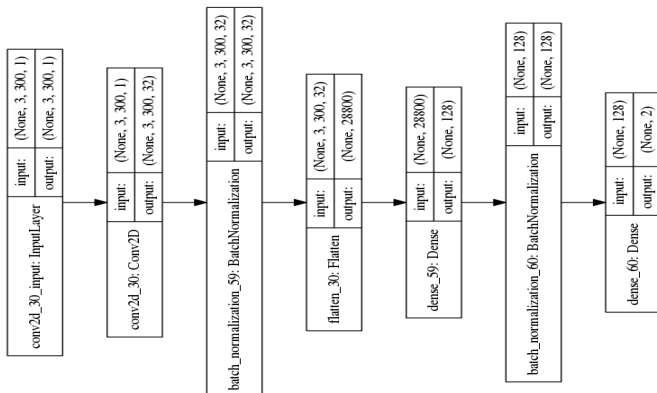 conv2d_30_input: InputLayer
input:
output:
(None, 3, 300, 1)
(None, 3, 300, 1)
conv2d_30: Conv2D
input:
output:
(None, 3, 300, 1)
(None, 3, 300, 32)
batch_normalization_59: BatchNormalization
input:
output:
(None, 3, 300, 32)
(None, 3, 300, 32)
flatten_30: Flatten
input:
output:
(None, 3, 300, 32)
(None, 28800)
dense_59: Dense
input:
output:
(None, 28800)
(None, 128)
batch_normalization_60: BatchNormalization
input:
output:
(None, 128)
(None, 128)
dense_60: Dense
input:
output:
(None, 128)
(None, 2)